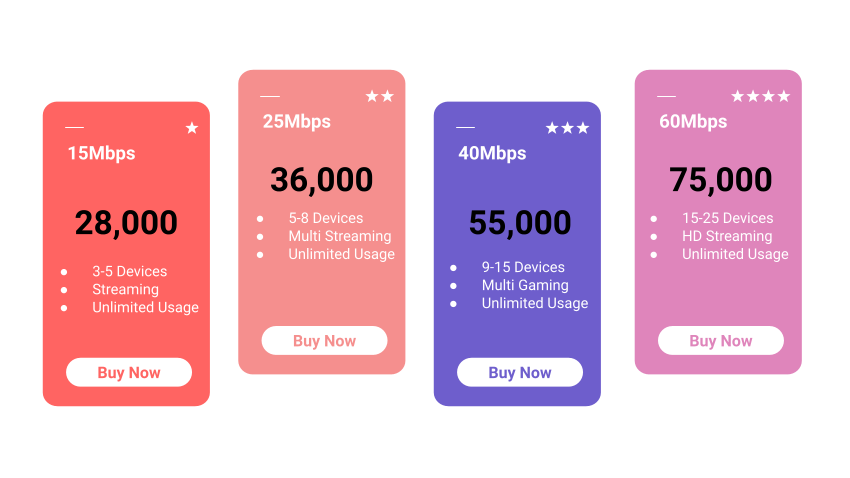 15Mbps
28,000
● 3-5 Devices
● Streaming
● Unlimited Usage
Buy Now
25Mbps
36,000
● 5-8 Devices
● Multi Streaming
● Unlimited Usage
Buy Now
40Mbps
55,000
● 9-15 Devices
● Multi Gaming
● Unlimited Usage
Buy Now
60Mbps
75,000
● 15-25 Devices
● HD Streaming
● Unlimited Usage
Buy Now